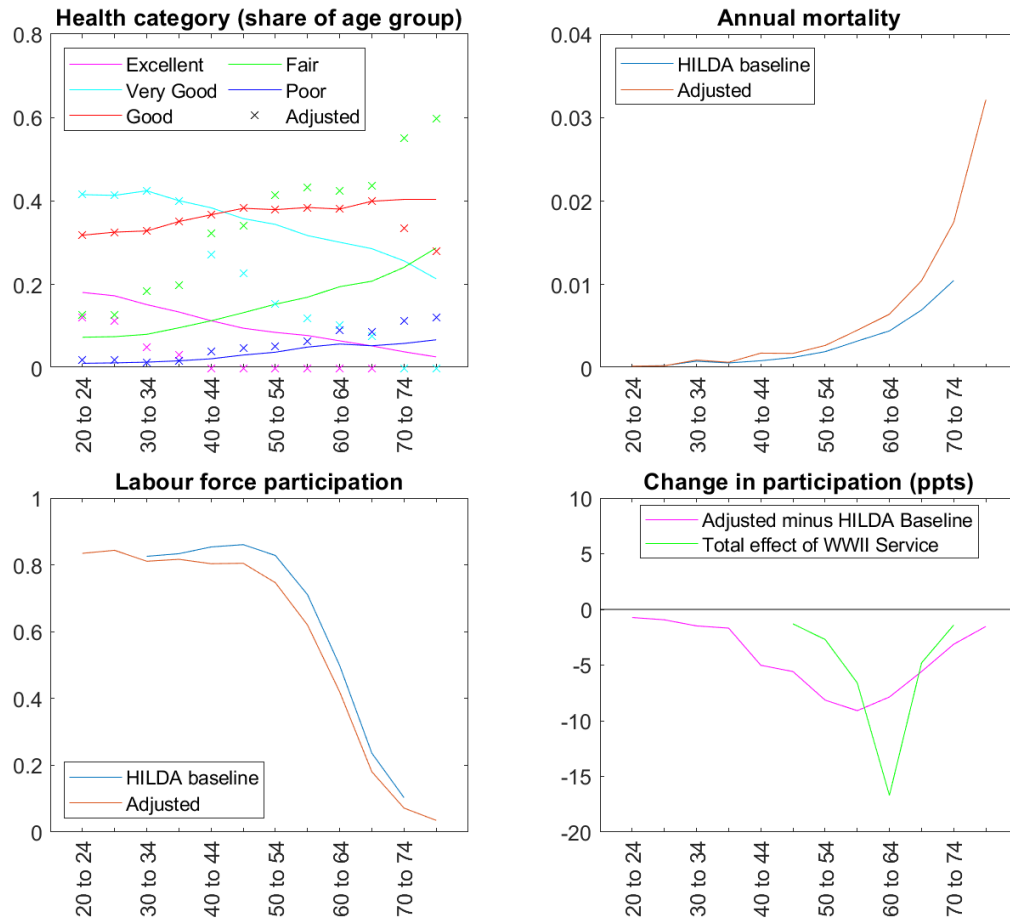 Health category (share of age group)
0.8
0.6
0.4
0.2
0
Excellent
Very Good
Good
Fair
Poor
Adjusted
20 to 24
30 to 34
40 to 44
50 to 54
60 to 64
70 to 74
Annual mortality
0.04
0.03
0.02
0.01
0
HILDA baseline
Adjusted
20 to 24
30 to 34
40 to 44
50 to 54
60 to 64
70 to 74
Labour force participation
1
0.8
0.6
0.4
0.2
0
HILDA baseline
Adjusted
20 to 24
30 to 34
40 to 44
50 to 54
60 to 64
70 to 74
Change in participation (ppts)
10
5
0
-5
-10
-15
-20
Adjusted minus HILDA Baseline
Total effect of WWII Service
20 to 24
30 to 34
40 to 44
50 to 54
60 to 64
70 to 74